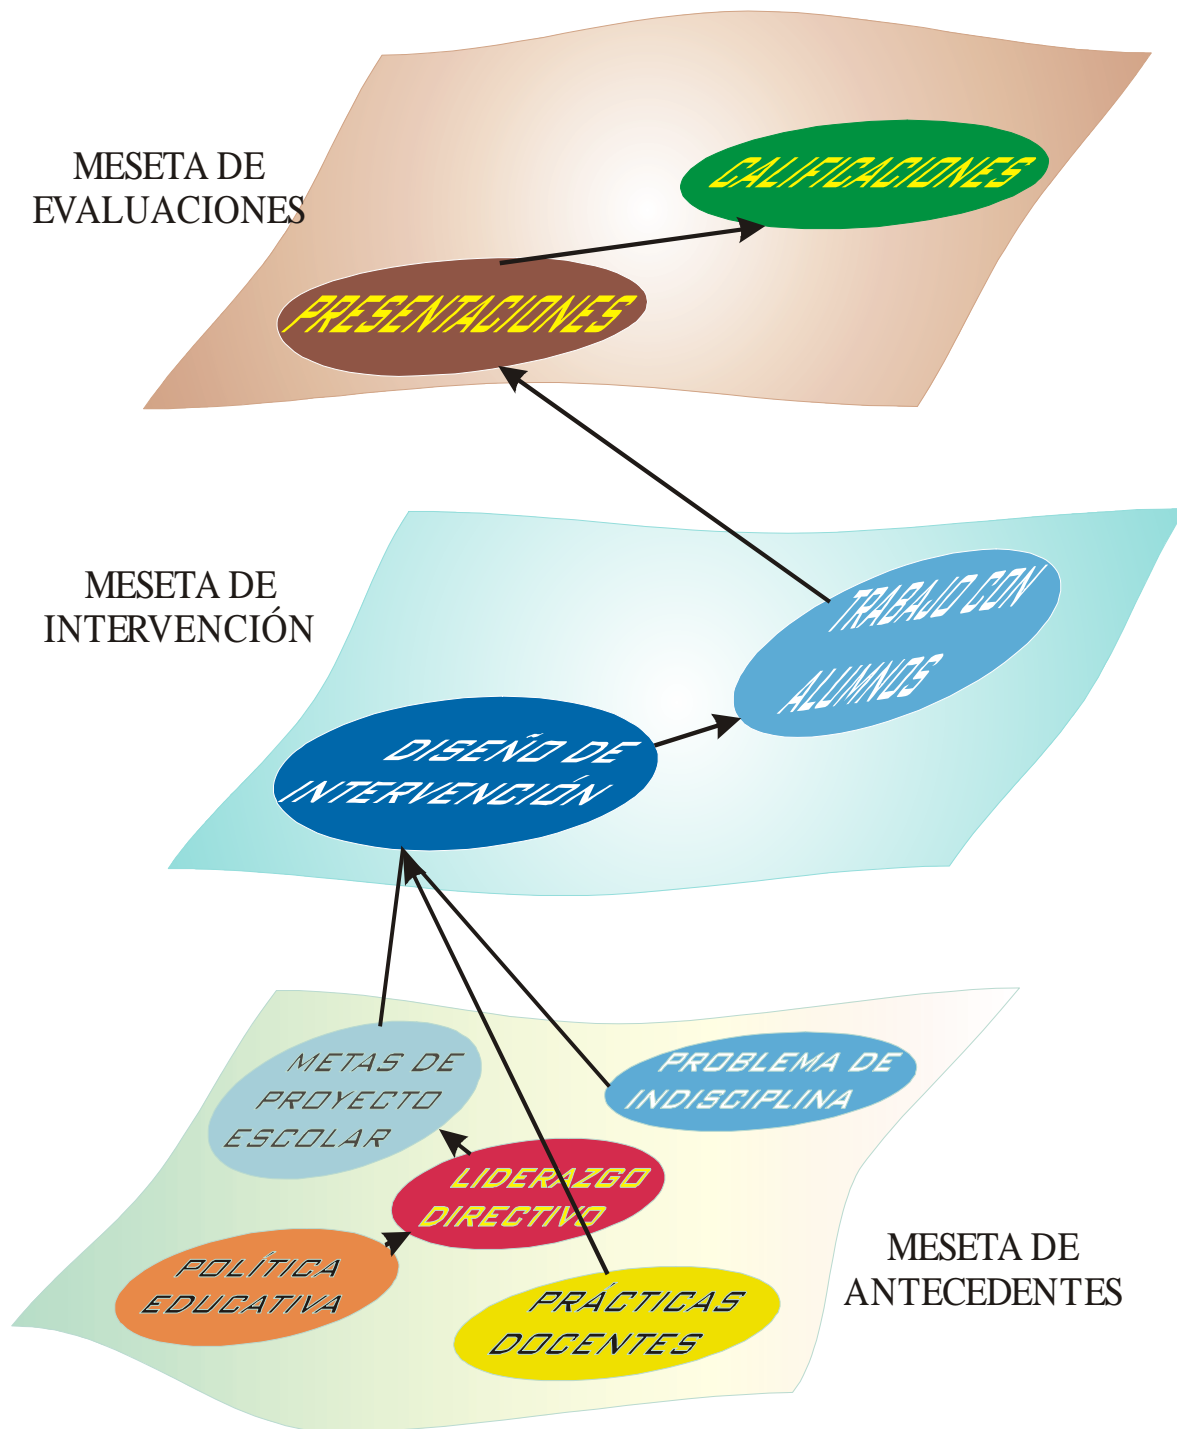 CALIFICACIONES
MESETA DE
EVALUACIONES
PRESENTACIONES
MESETA DE
INTERVENCIÓN
TRABAJO CON
ALUMNOS
DISEÑO DE
INTERVENCIÓN
METAS DE
PROYECTO
ESCOLAR
PROBLEMA DE
INDISCIPLINA
LIDERAZGO
DIRECTIVO
POLÍTICA
EDUCATIVA
PRÁCTICAS
DOCENTES
MESETA DE
ANTECEDENTES